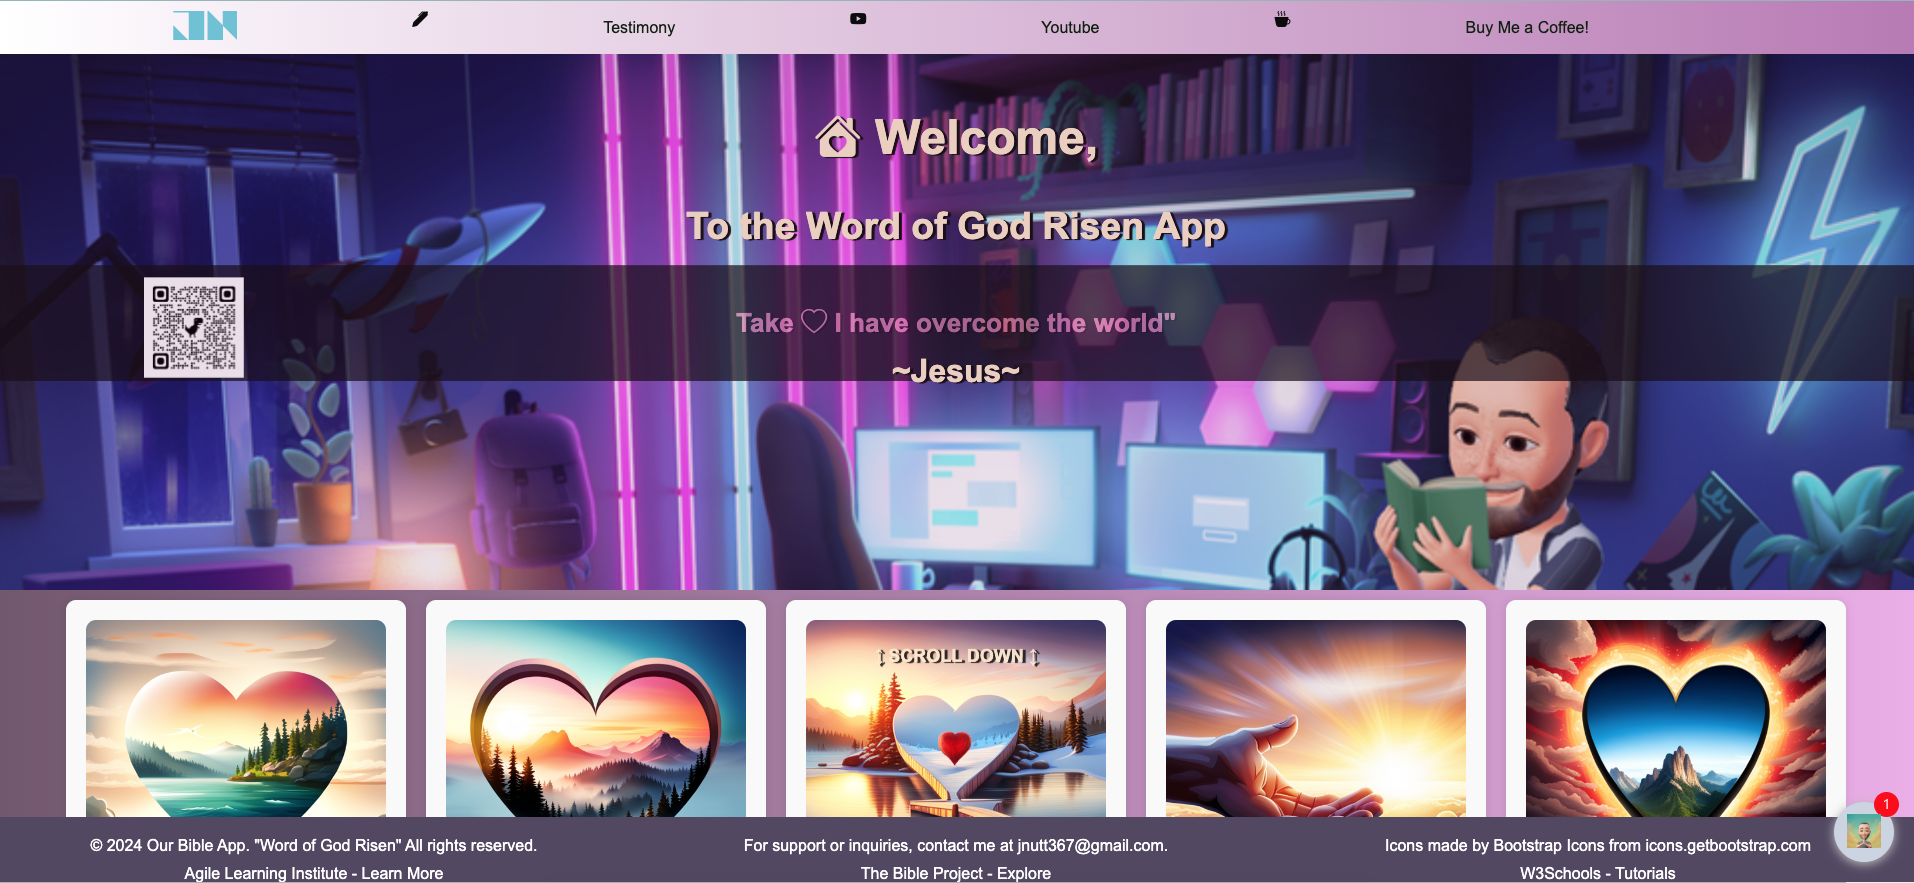 JN
Testimony
Youtube
Buy Me a Coffee!
Welcome,
To the Word of God Risen App
Take ♡ I have overcome the world"
~Jesus~
↕ SCROLL DOWN ↕
1
© 2024 Our Bible App. "Word of God Risen" All rights reserved.
Agile Learning Institute - Learn More
For support or inquiries, contact me at jnutt367@gmail.com.
The Bible Project - Explore
Icons made by Bootstrap Icons from icons.getbootstrap.com
W3Schools - Tutorials